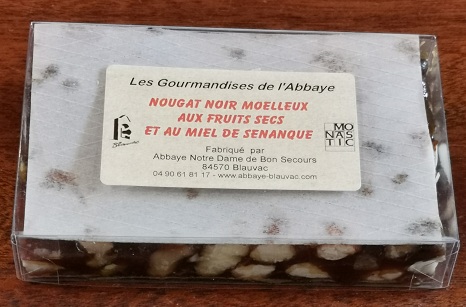 Les Gourmandises de l'Abbaye
NOUGAT NOIR MOELLEUX
AUX FRUITS SECS
ET AU MIEL DE SENANQUE
Blauvac
MO
NAS
TIC
Fabriqué par
Abbaye Notre Dame de Bon Secours
84570 Blauvac
04 90 61 81 17 - www.abbaye-blauvac.com